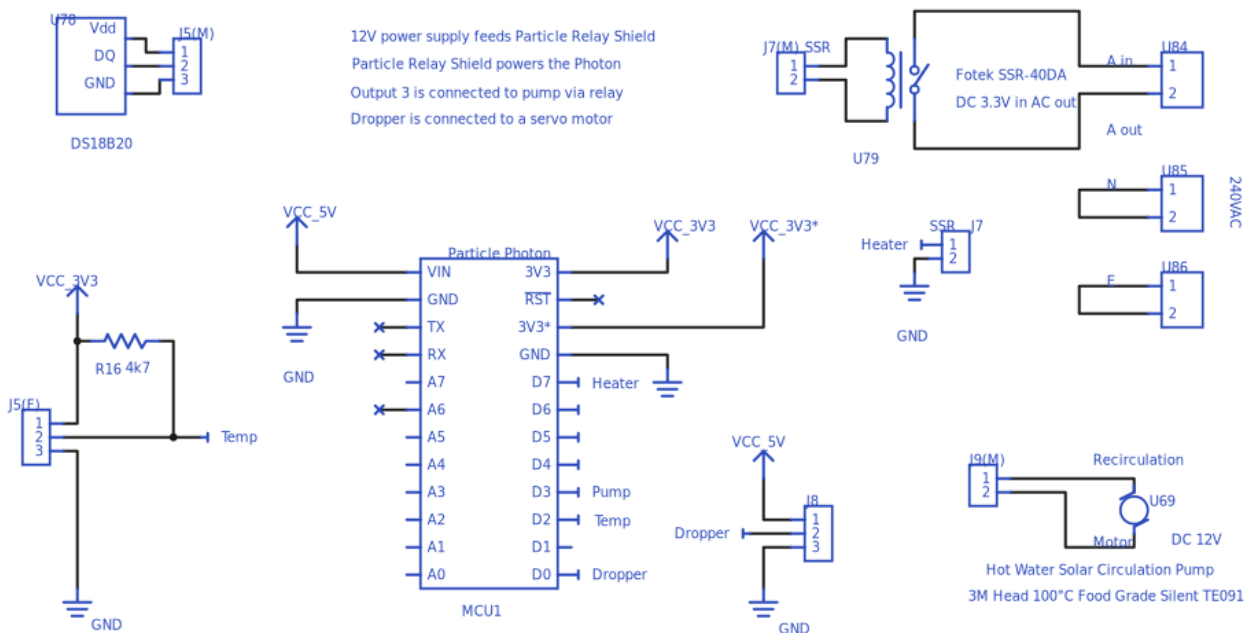 U78
Vdd
DQ
GND
DS18B20
J5(M)
1
2
3
12V power supply feeds Particle Relay Shield
Particle Relay Shield powers the Photon
Output 3 is connected to pump via relay
Dropper is connected to a servo motor
J7(M) SSR
1
2
U79
Fotek SSR-40DA
DC 3.3V in AC out
A in
A out
U84
1
2
N
U85
1
2
240VAC
E
U86
1
2
SSR J7
Heater
1
2
GND
VCC_3V3
R16 4k7
J5(F)
1
2
3
Temp
GND
VCC_5V
GND
VCC_3V3
VCC_3V3*
Particle Photon
VIN 3V3
GND RST
TX 3V3*
RX GND
A7 D7 Heater
A6 D6
A5 D5
A4 D4
A3 D3 Pump
A2 D2 Temp
A1 D1
A0 D0 Dropper
MCU1
VCC_5V
J8
Dropper
1
2
3
GND
J9(M)
1
2
Recirculation
U69
Motor
DC 12V
Hot Water Solar Circulation Pump
3M Head 100°C Food Grade Silent TE091